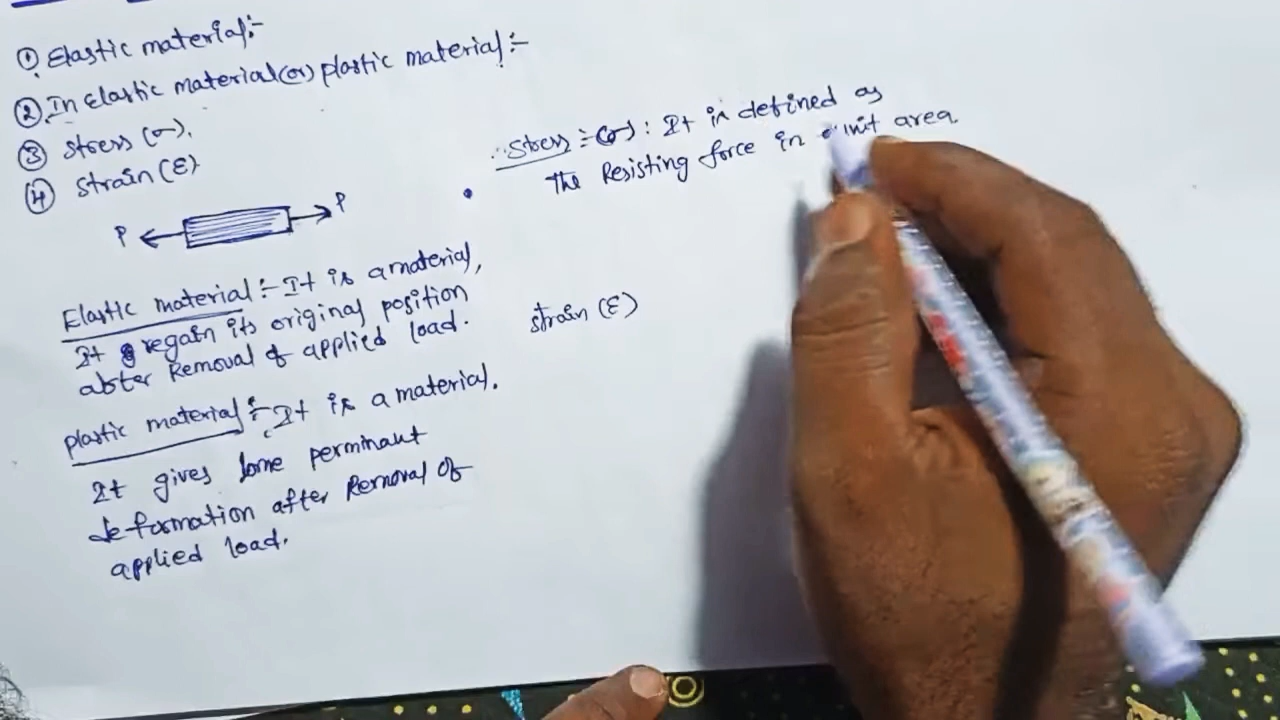 ① Elastic material:-
② In Elastic material (or) plastic material:-
③ stress (σ).
④ strain (ε)
P P
Elastic material:- It is a material,
It regain its original position
abter Removal of applied load.
plastic material:- It is a material.
It gives some perminant
deformation after Removal of
applied load.
∴ stress:-(σ): It is defined as
The Resisting force in unit area
strain (ε)